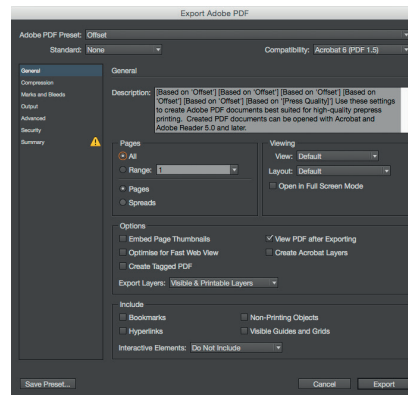 Export Adobe PDF
Adobe PDF Preset: Offset
Standard: None
Compatibility: Acrobat 6 (PDF 1.5)
General
Compression
Marks and Bleeds
Output
Advanced
Security
Summary
General
Description: [Based on 'Offset'] [Based on 'Offset'] [Based on 'Offset'] [Based on
'Offset'] [Based on 'Offset'] [Based on '[Press Quality]'] Use these settings
to create Adobe PDF documents best suited for high-quality prepress
printing. Created PDF documents can be opened with Acrobat and
Adobe Reader 5.0 and later.
Pages
All
Range: 1
Pages
Spreads
Viewing
View: Default
Layout: Default
Open in Full Screen Mode
Options
Embed Page Thumbnails
Optimise for Fast Web View
Create Tagged PDF
View PDF after Exporting
Create Acrobat Layers
Export Layers: Visible & Printable Layers
Include
Bookmarks
Hyperlinks
Non-Printing Objects
Visible Guides and Grids
Interactive Elements: Do Not Include
Save Preset...
Cancel
Export